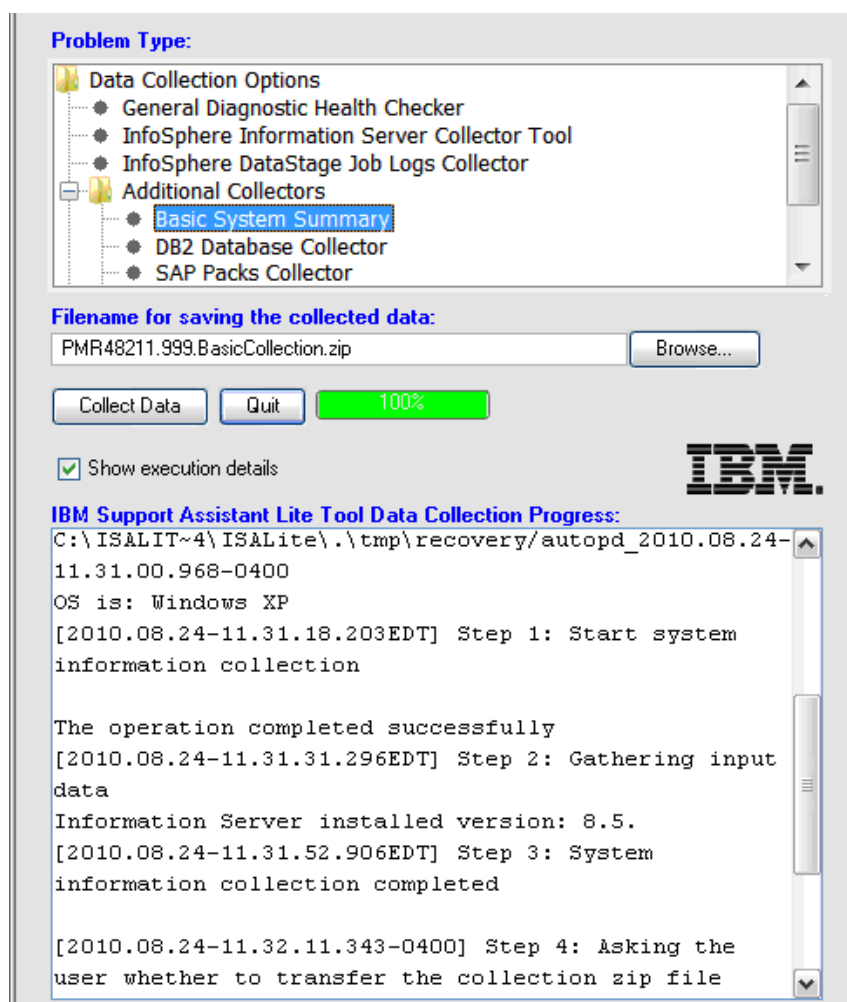 Problem Type:
Data Collection Options
General Diagnostic Health Checker
InfoSphere Information Server Collector Tool
InfoSphere DataStage Job Logs Collector
Additional Collectors
Basic System Summary
DB2 Database Collector
SAP Packs Collector
Filename for saving the collected data:
PMR48211.999.BasicCollection.zip Browse...
Collect Data Quit 100%
Show execution details
IBM.
IBM Support Assistant Lite Tool Data Collection Progress:
C:\ISALIT~4\ISALite\.\tmp\recovery/autopd_2010.08.24-
11.31.00.968-0400
OS is: Windows XP
[2010.08.24-11.31.18.203EDT] Step 1: Start system
information collection
The operation completed successfully
[2010.08.24-11.31.31.296EDT] Step 2: Gathering input
data
Information Server installed version: 8.5.
[2010.08.24-11.31.52.906EDT] Step 3: System
information collection completed
[2010.08.24-11.32.11.343-0400] Step 4: Asking the
user whether to transfer the collection zip file